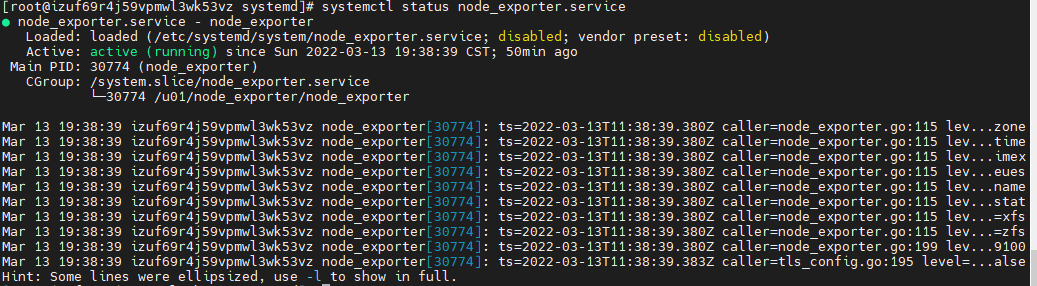 [root@izuf69r4j59vpmwl3wk53vz systemd]# systemctl status node_exporter.service
● node_exporter.service - node_exporter
   Loaded: loaded (/etc/systemd/system/node_exporter.service; disabled; vendor preset: disabled)
   Active: active (running) since Sun 2022-03-13 19:38:39 CST; 50min ago
 Main PID: 30774 (node_exporter)
   CGroup: /system.slice/node_exporter.service
           └─30774 /u01/node_exporter/node_exporter
Mar 13 19:38:39 izuf69r4j59vpmwl3wk53vz node_exporter[30774]: ts=2022-03-13T11:38:39.380Z caller=node_exporter.go:115 lev...zone
Mar 13 19:38:39 izuf69r4j59vpmwl3wk53vz node_exporter[30774]: ts=2022-03-13T11:38:39.380Z caller=node_exporter.go:115 lev...time
Mar 13 19:38:39 izuf69r4j59vpmwl3wk53vz node_exporter[30774]: ts=2022-03-13T11:38:39.380Z caller=node_exporter.go:115 lev...imex
Mar 13 19:38:39 izuf69r4j59vpmwl3wk53vz node_exporter[30774]: ts=2022-03-13T11:38:39.380Z caller=node_exporter.go:115 lev...eues
Mar 13 19:38:39 izuf69r4j59vpmwl3wk53vz node_exporter[30774]: ts=2022-03-13T11:38:39.380Z caller=node_exporter.go:115 lev...name
Mar 13 19:38:39 izuf69r4j59vpmwl3wk53vz node_exporter[30774]: ts=2022-03-13T11:38:39.380Z caller=node_exporter.go:115 lev...stat
Mar 13 19:38:39 izuf69r4j59vpmwl3wk53vz node_exporter[30774]: ts=2022-03-13T11:38:39.380Z caller=node_exporter.go:115 lev...=xfs
Mar 13 19:38:39 izuf69r4j59vpmwl3wk53vz node_exporter[30774]: ts=2022-03-13T11:38:39.380Z caller=node_exporter.go:115 lev...=zfs
Mar 13 19:38:39 izuf69r4j59vpmwl3wk53vz node_exporter[30774]: ts=2022-03-13T11:38:39.380Z caller=node_exporter.go:199 lev...9100
Mar 13 19:38:39 izuf69r4j59vpmwl3wk53vz node_exporter[30774]: ts=2022-03-13T11:38:39.383Z caller=tls_config.go:195 level=...alse
Hint: Some lines were ellipsized, use -l to show in full.